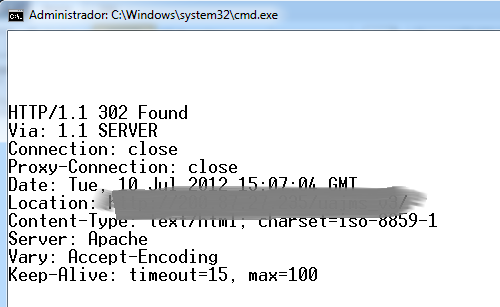 Administrador: C:\Windows\system32\cmd.exe
HTTP/1.1 302 Found
Via: 1.1 SERVER
Connection: close
Proxy-Connection: close
Date: Tue, 10 Jul 2012 15:07:04 GMT
Location:
Content-Type: text/html; charset=iso-8859-1
Server: Apache
Vary: Accept-Encoding
Keep-Alive: timeout=15, max=100